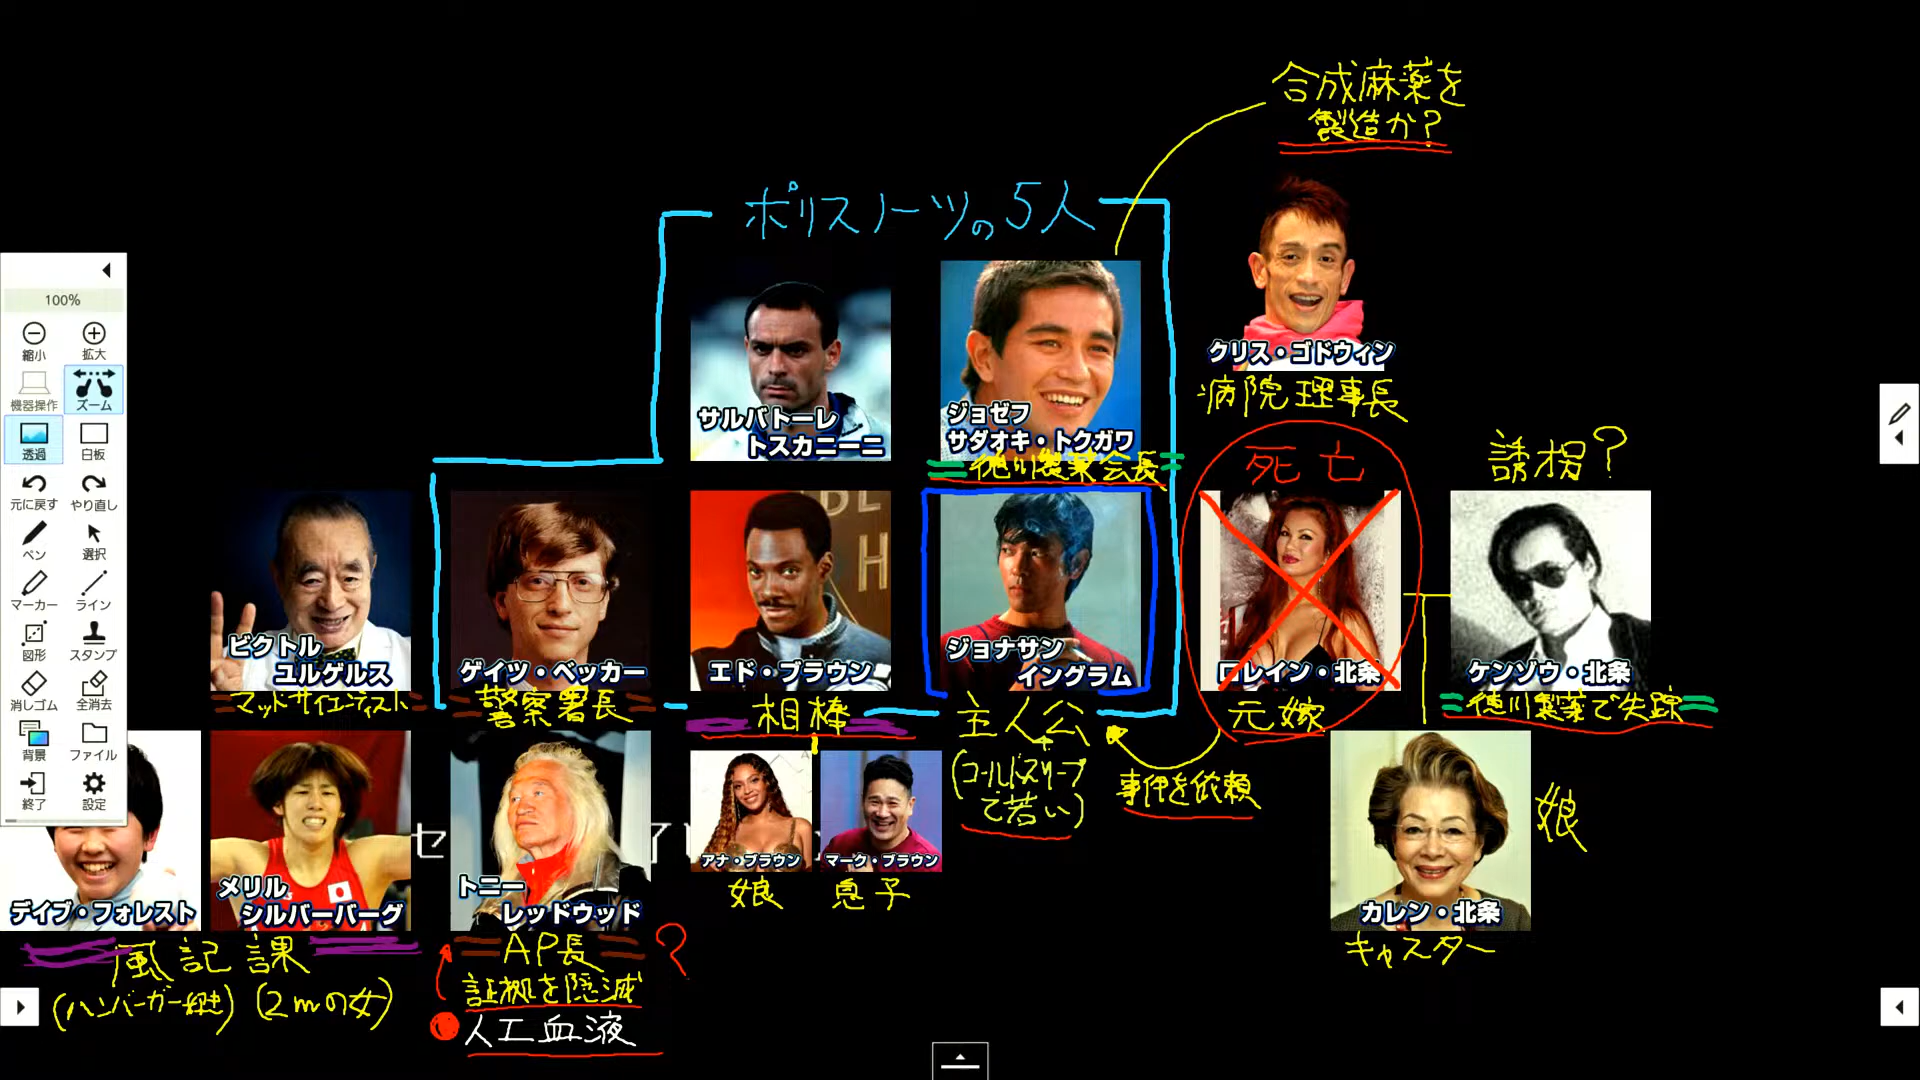 合成麻薬を
製造か?
ポリスノーツの5人
サルバトーレ
トスカニーニ
ジョゼフ
サダオキ・トクガワ
徳川製薬会長
クリス・ゴドウィン
病院理事長
死亡
誘拐?
ビクトル
ユルゲルス
マッドサイエンティスト
ゲイツ・ベッカー
警察署長
エド・ブラウン
相棒
ジョナサン
イングラム
主人公
(コールドスリープ
で若い)
ロレイン・北条
元嫁
事件を依頼
ケンゾウ・北条
徳川製薬で失踪
デイブ・フォレスト
メリル
シルバーバーグ
風記課
(2mの女)
セ
トニー
レッドウッド
AP長
?
証拠を隠滅
人工血液
アナ・ブラウン
娘
マーク・ブラウン
息子
カレン・北条
キャスター
娘
100%
縮小
拡大
機器操作
ズーム
透過
白板
元に戻す
やり直し
ペン
選択
マーカー
ライン
図形
スタンプ
消しゴム
全消去
背景
ファイル
終了
設定